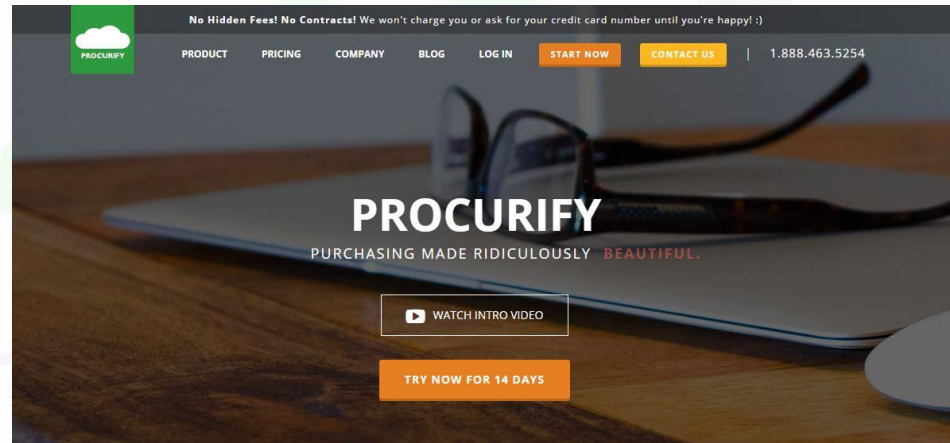 No Hidden Fees! No Contracts! We won't charge you or ask for your credit card number until you're happy! :)
PROCURIFY
PRODUCT PRICING COMPANY BLOG LOG IN START NOW CONTACT US | 1.888.463.5254
PROCURIFY
PURCHASING MADE RIDICULOUSLY BEAUTIFUL.
WATCH INTRO VIDEO
TRY NOW FOR 14 DAYS